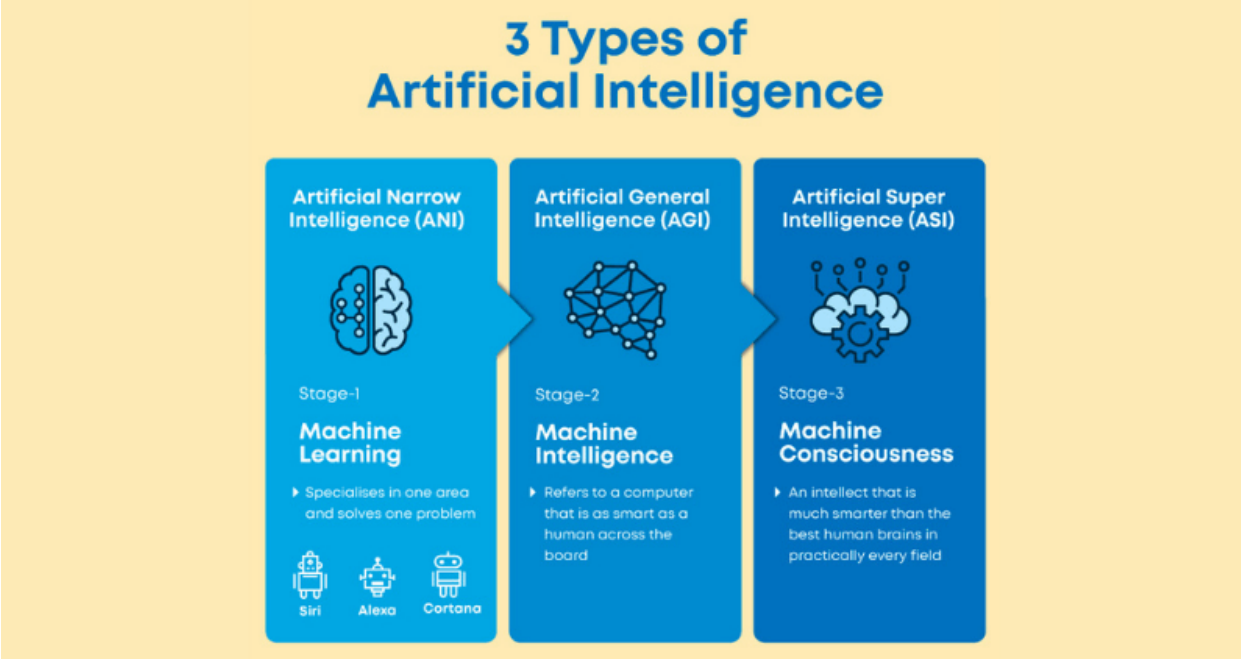 3 Types of
Artificial Intelligence
Artificial Narrow
Intelligence (ANI)
Stage-1
Machine
Learning
Specialises in one area
and solves one problem
Siri
Alexa
Cortana
Artificial General
Intelligence (AGI)
Stage-2
Machine
Intelligence
Refers to a computer
that is as smart as a
human across the
board
Artificial Super
Intelligence (ASI)
Stage-3
Machine
Consciousness
An intellect that is
much smarter than the
best human brains in
practically every field